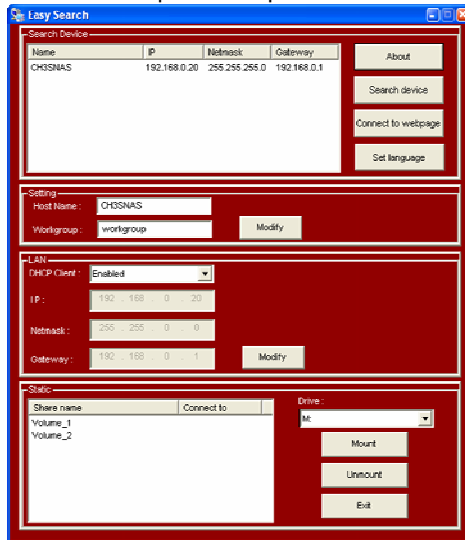 Easy Search
Search Device
Name IP Netmask Gateway
CH3SNAS 192.168.0.20 255.255.255.0 192.168.0.1
About
Search device
Connect to webpage
Set language
Setting
Host Name : CH3SNAS
Workgroup : workgroup
Modify
LAN
DHCP Client : Enabled
IP : 192 . 168 . 0 . 20
Netmask : 255 . 255 . 0 . 0
Gateway : 192 . 168 . 0 . 1
Modify
Static
Share name Connect to
Volume_1
Volume_2
Drive :
M:
Mount
Unmount
Exit